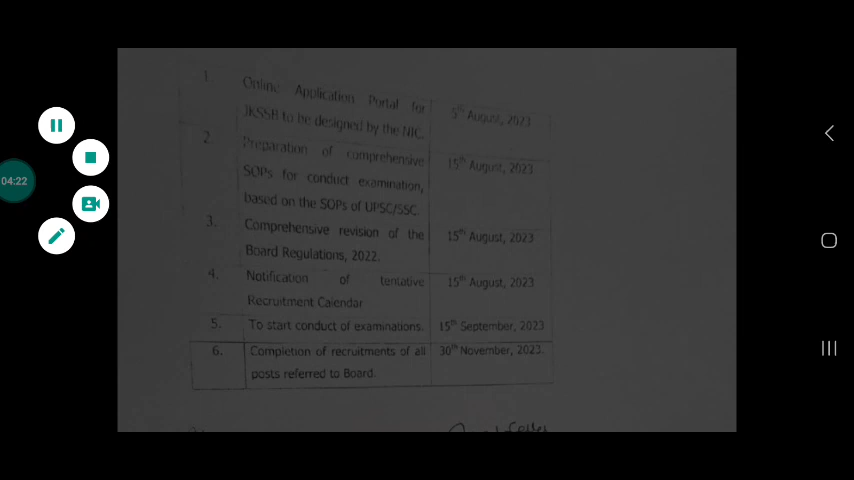 1. Online Application Portal for 5th August, 2023
JKSSB to be designed by the NIC.
2. Preparation of comprehensive 15th August, 2023
SOPs for conduct examination,
based on the SOPs of UPSC/SSC.
3. Comprehensive revision of the 15th August, 2023
Board Regulations, 2022.
4. Notification of tentative 15th August, 2023
Recruitment Calendar
5. To start conduct of examinations. 15th September, 2023
6. Completion of recruitments of all 30th November, 2023.
posts referred to Board.
04:22